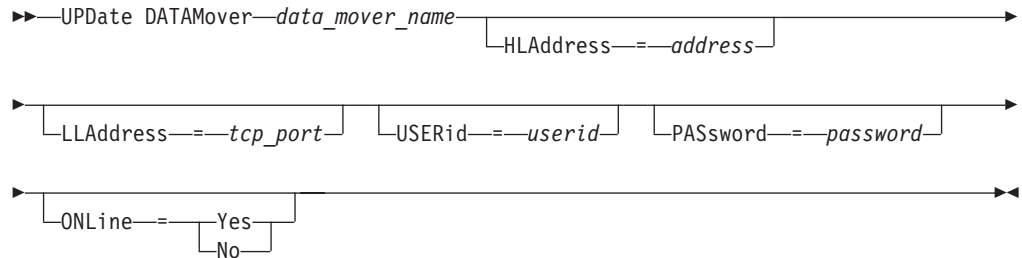 UPDate DATAMover data_mover_name
HLAddress = address
LLAddress = tcp_port USERid = userid PASsword = password
ONLine = Yes
No